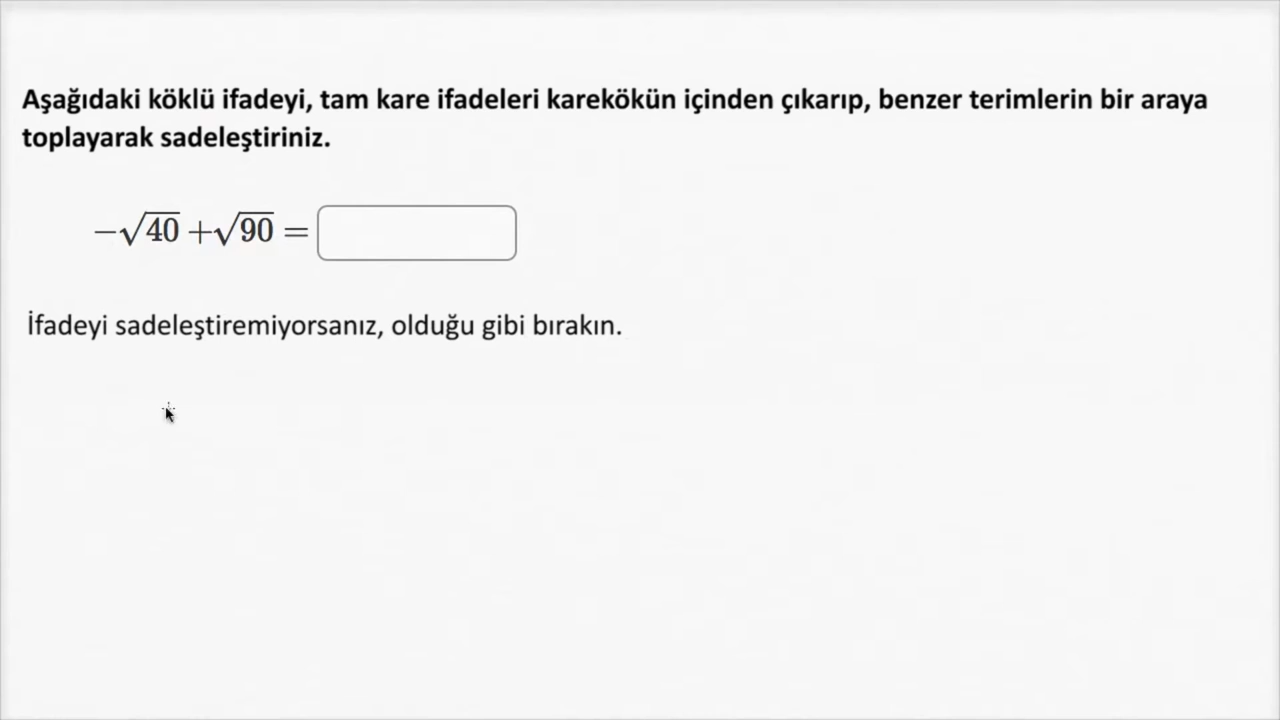 Aşağıdaki köklü ifadeyi, tam kare ifadeleri karekökün içinden çıkarıp, benzer terimlerin bir araya
toplayarak sadeleştiriniz.
−√40 +√90 =
İfadeyi sadeleştiremiyorsanız, olduğu gibi bırakın.